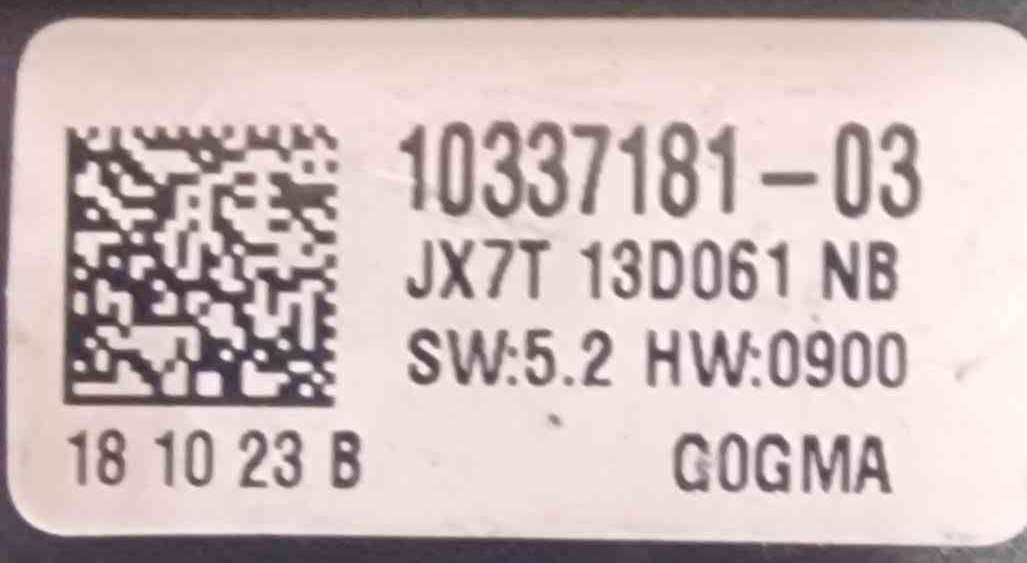 10337181-03
JX7T 13D061 NB
SW:5.2 HW:0900
18 10 23 B
G0GMA